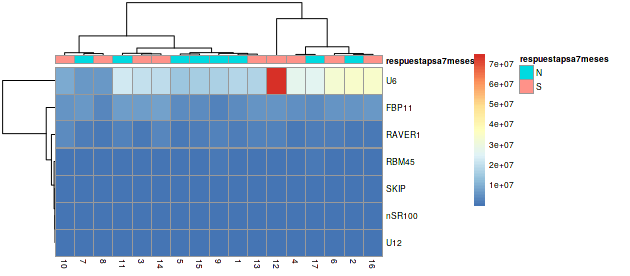 respuestapsa7meses
U6
FBP11
RAVER1
RBM45
SKIP
nSR100
U12
10 7 8 11 3 14 5 15 9 1 13 12 4 17 6 2 16
7e+07
6e+07
5e+07
4e+07
3e+07
2e+07
1e+07
respuestapsa7meses
N
S